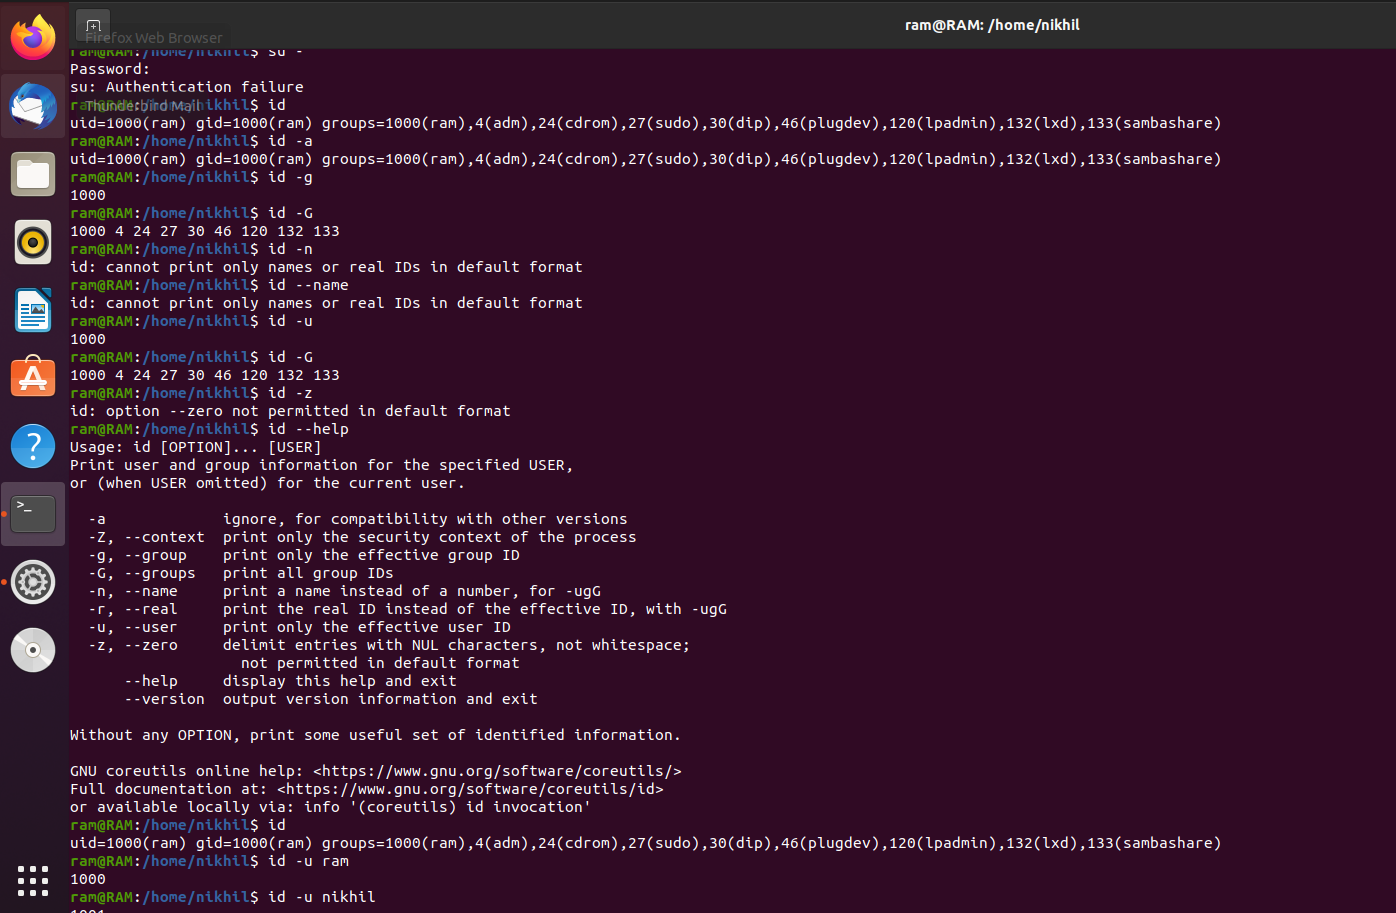 ram@RAM: /home/nikhil
Firefox Web Browser
ram@RAM:/home/nikhil$ su -
Password:
su: Authentication failure
ram@RAM:/home/nikhil$ id
Thunderbird Mail
uid=1000(ram) gid=1000(ram) groups=1000(ram),4(adm),24(cdrom),27(sudo),30(dip),46(plugdev),120(lpadmin),132(lxd),133(sambashare)
ram@RAM:/home/nikhil$ id -a
uid=1000(ram) gid=1000(ram) groups=1000(ram),4(adm),24(cdrom),27(sudo),30(dip),46(plugdev),120(lpadmin),132(lxd),133(sambashare)
ram@RAM:/home/nikhil$ id -g
1000
ram@RAM:/home/nikhil$ id -G
1000 4 24 27 30 46 120 132 133
ram@RAM:/home/nikhil$ id -n
id: cannot print only names or real IDs in default format
ram@RAM:/home/nikhil$ id --name
id: cannot print only names or real IDs in default format
ram@RAM:/home/nikhil$ id -u
1000
ram@RAM:/home/nikhil$ id -G
1000 4 24 27 30 46 120 132 133
ram@RAM:/home/nikhil$ id -z
id: option --zero not permitted in default format
ram@RAM:/home/nikhil$ id --help
Usage: id [OPTION]... [USER]
Print user and group information for the specified USER,
or (when USER omitted) for the current user.
-a             ignore, for compatibility with other versions
-Z, --context  print only the security context of the process
-g, --group    print only the effective group ID
-G, --groups   print all group IDs
-n, --name     print a name instead of a number, for -ugG
-r, --real     print the real ID instead of the effective ID, with -ugG
-u, --user     print only the effective user ID
-z, --zero     delimit entries with NUL characters, not whitespace;
not permitted in default format
--help     display this help and exit
--version  output version information and exit
Without any OPTION, print some useful set of identified information.
GNU coreutils online help: <https://www.gnu.org/software/coreutils/>
Full documentation at: <https://www.gnu.org/software/coreutils/id>
or available locally via: info '(coreutils) id invocation'
ram@RAM:/home/nikhil$ id
uid=1000(ram) gid=1000(ram) groups=1000(ram),4(adm),24(cdrom),27(sudo),30(dip),46(plugdev),120(lpadmin),132(lxd),133(sambashare)
ram@RAM:/home/nikhil$ id -u ram
1000
ram@RAM:/home/nikhil$ id -u nikhil
1001